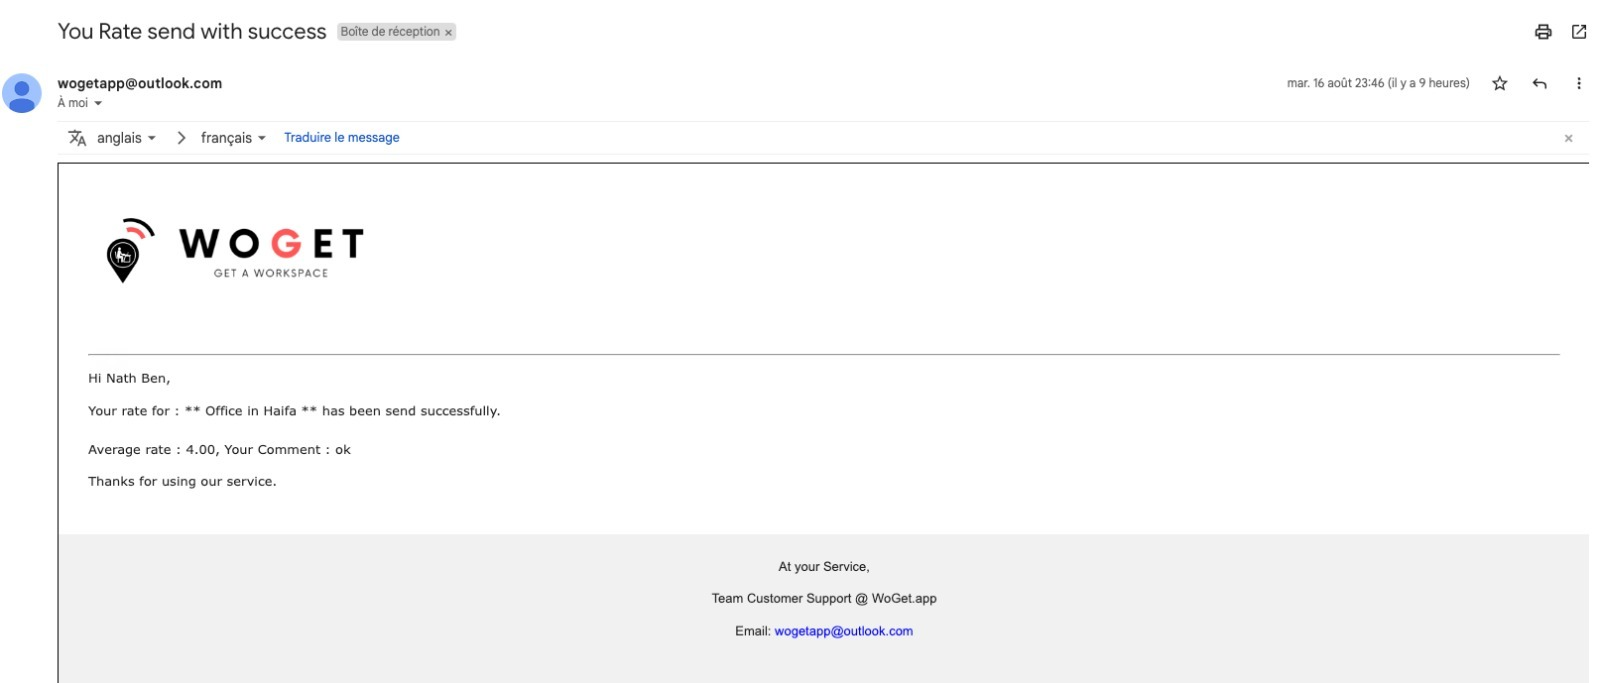 You Rate send with success Boîte de réception ×
wogetapp@outlook.com mar. 16 août 23:46 (il y a 9 heures)
À moi
anglais français Traduire le message ×
WOGET
GET A WORKSPACE
Hi Nath Ben,
Your rate for : ** Office in Haifa ** has been send successfully.
Average rate : 4.00, Your Comment : ok
Thanks for using our service.
At your Service,
Team Customer Support @ WoGet.app
Email: wogetapp@outlook.com